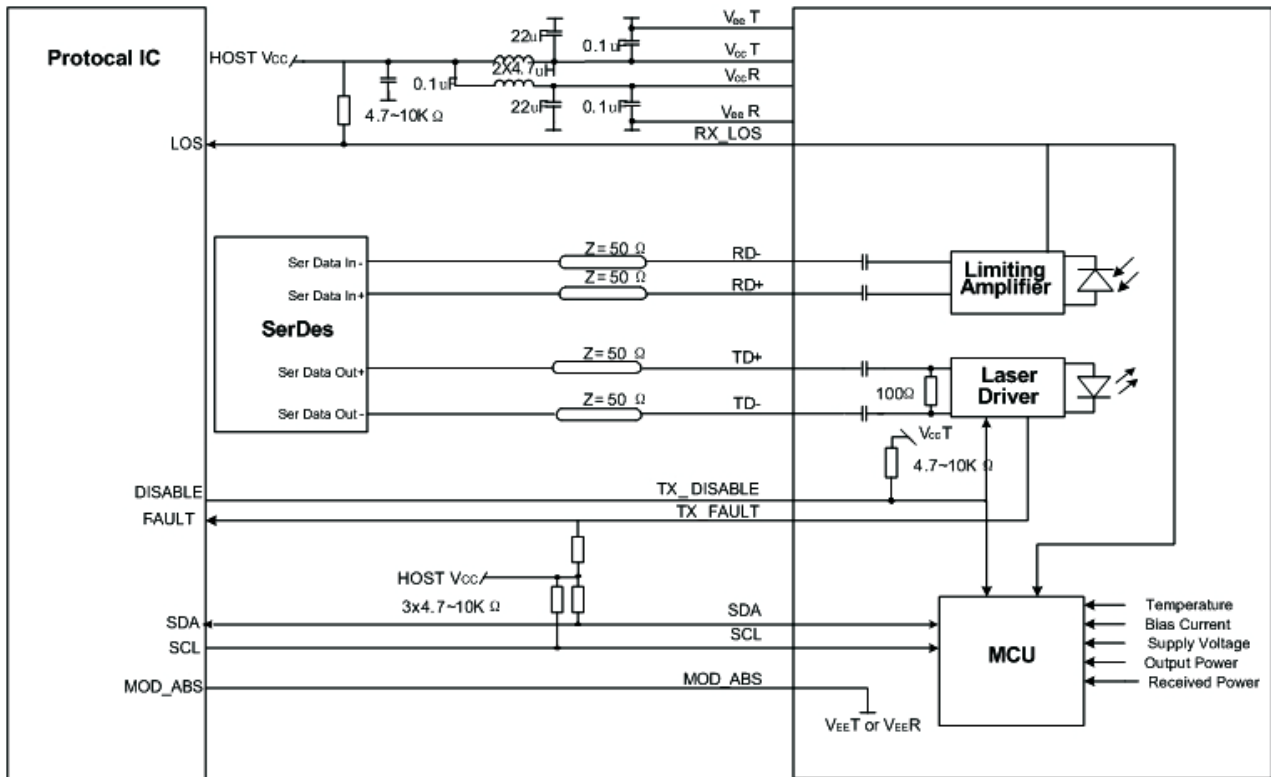 Protocal IC
HOST Vcc
22uF
0.1uF
VeeT
VccT
2X4.7uH
VccR
0.1uF
4.7~10K Ω
22uF
0.1uF
VeeR
LOS
RX_LOS
Ser Data In -
Z= 50 Ω
RD-
Ser Data In+
Z= 50 Ω
RD+
Limiting
Amplifier
SerDes
Ser Data Out+
Z= 50 Ω
TD+
Ser Data Out-
Z= 50 Ω
TD-
100Ω
Laser
Driver
VccT
4.7~10K Ω
DISABLE
TX_DISABLE
FAULT
TX_FAULT
HOST Vcc
3x4.7~10K Ω
SDA
SDA
SCL
SCL
MOD_ABS
MOD_ABS
VEET or VEER
MCU
Temperature
Bias Current
Supply Voltage
Output Power
Received Power